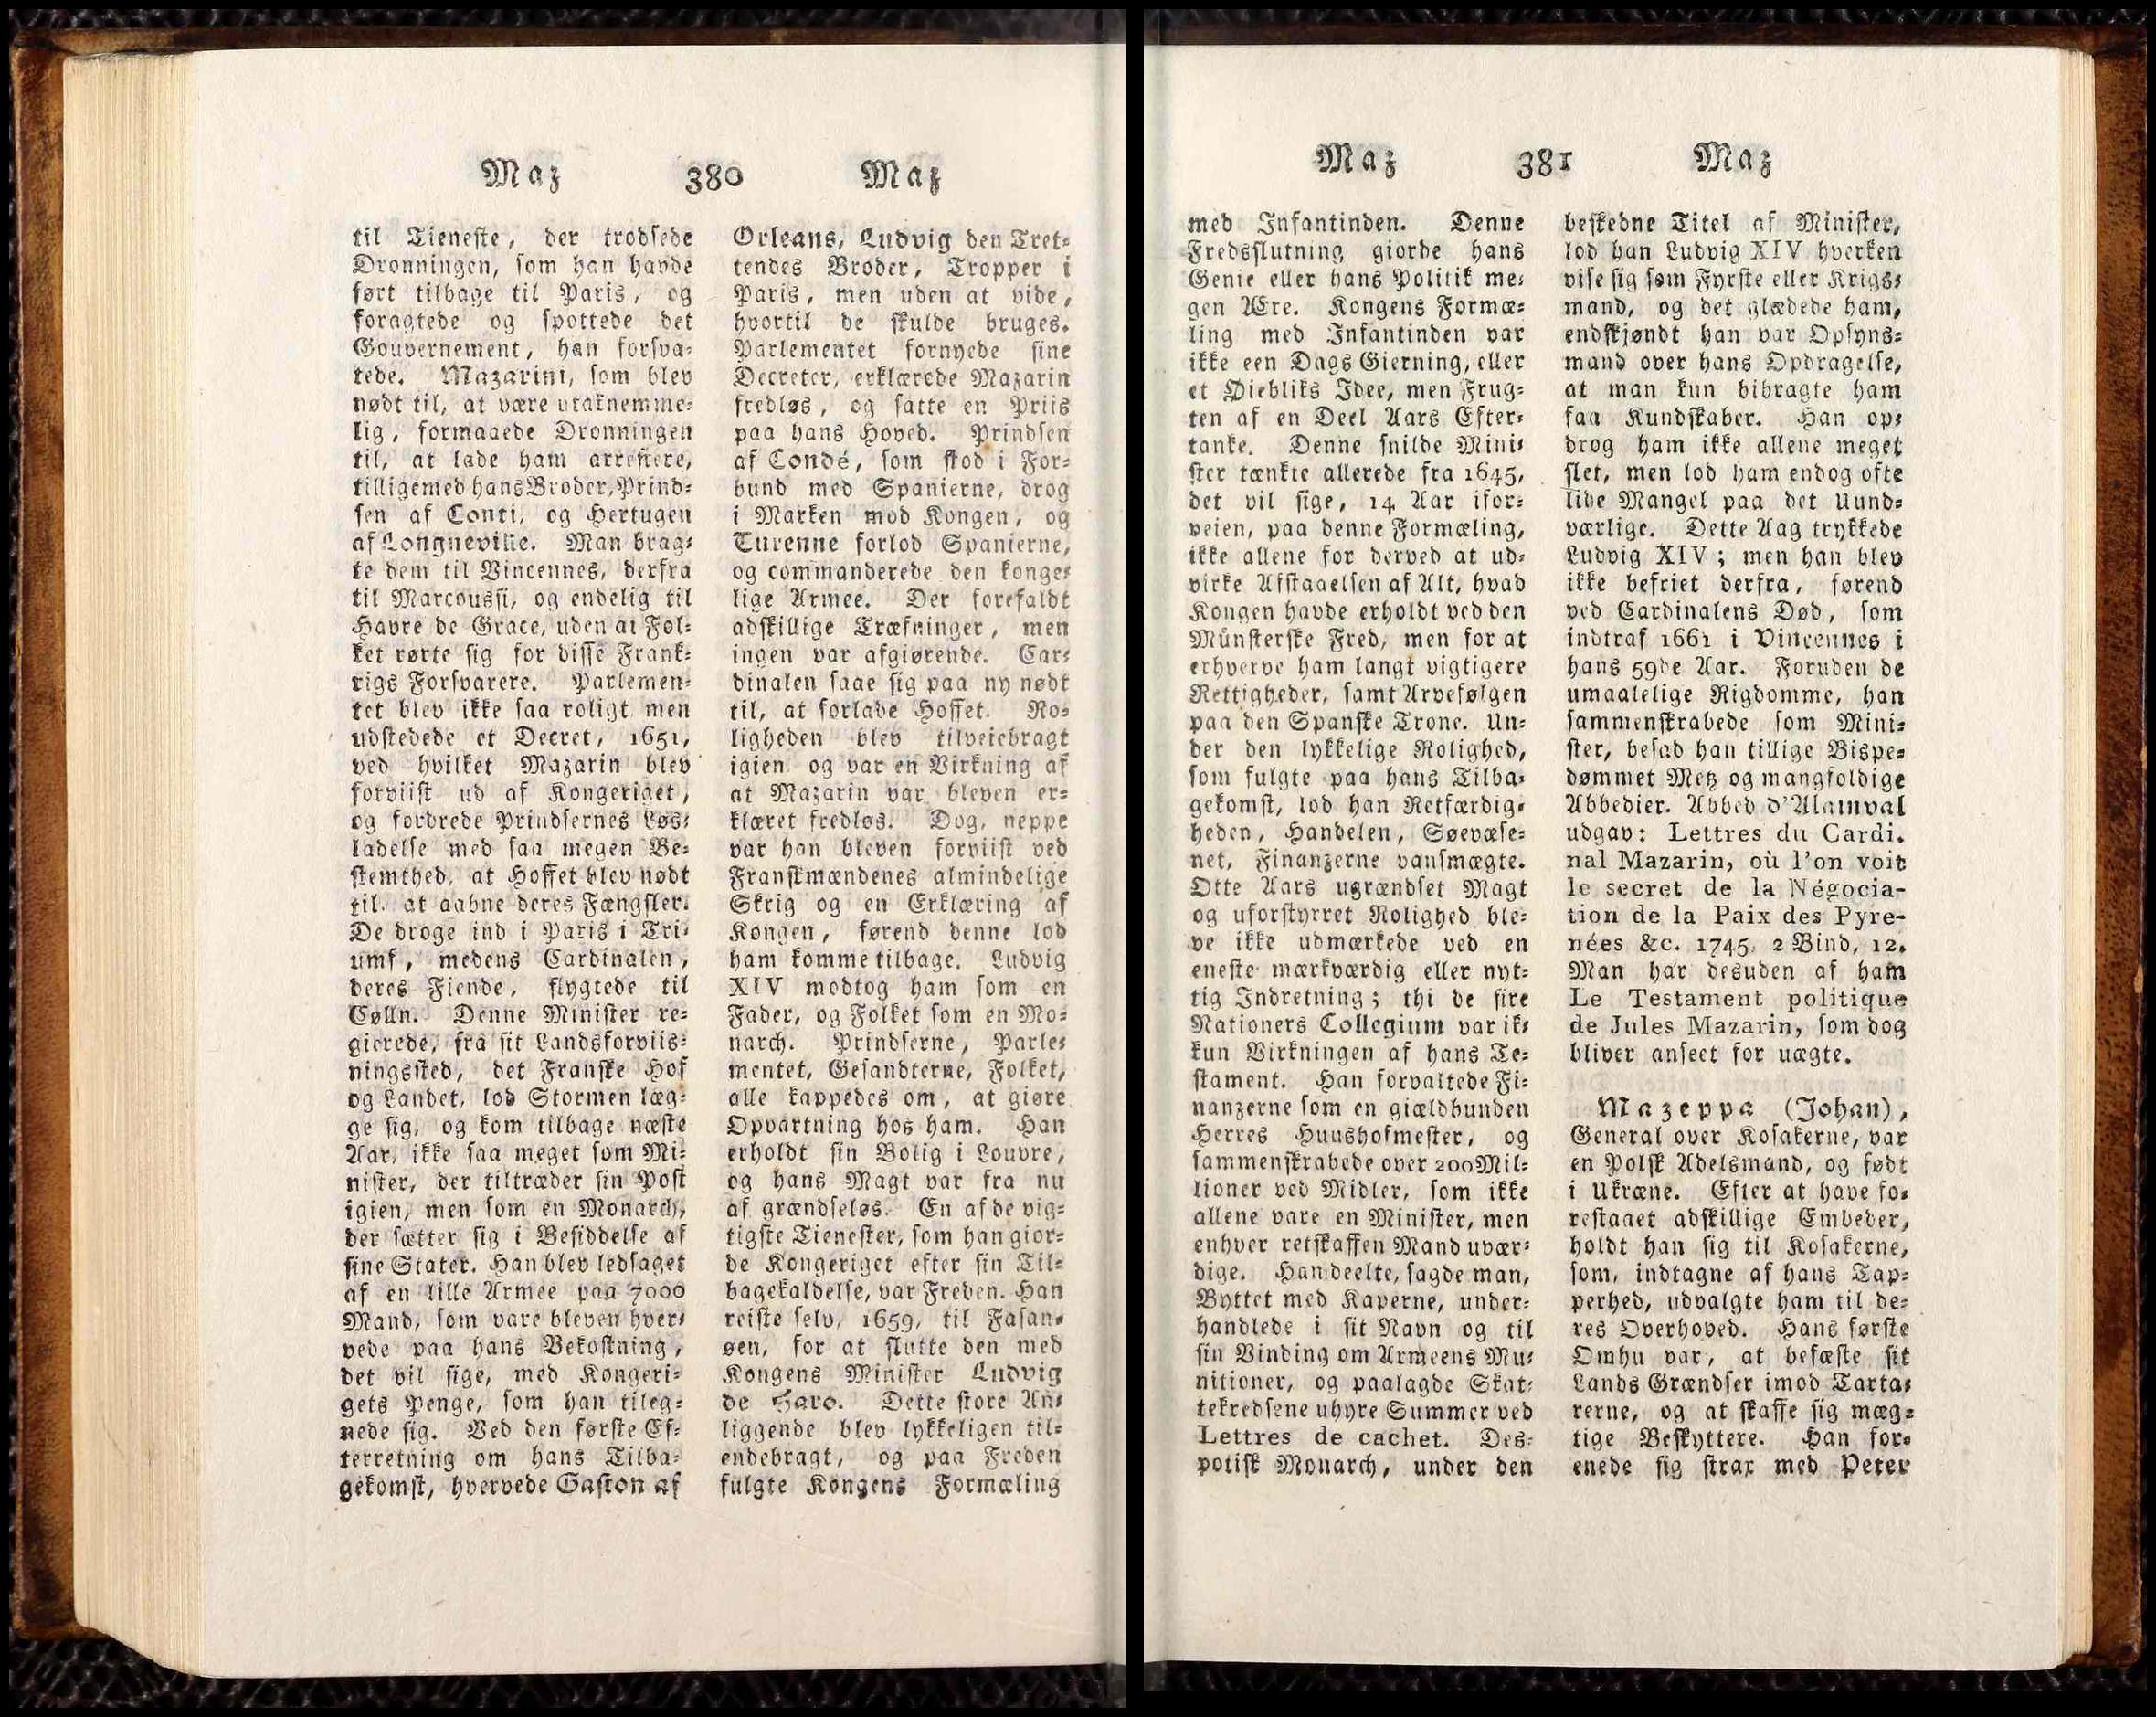 Maz 380 Maz
til Tieneste, der trodsede
Dronningen, som han havde
ført tilbage til Paris, og
foragtede og spottede det
Gouvernement, han forsva-
rede. Mazarini, som blev
nødt til, at være utaknemme-
lig, formaaede Dronningen
til, at lade ham arrestere,
tilligemed hans Broder, Prind-
sen af Conti, og Hertugen
af Longueville. Man brag-
te dem til Vincennes, derfra
til Marcoussi, og endelig til
Havre de Grace, uden at Fol-
ket rørte sig for disse Frank-
rigs Forsvarere. Parlemen-
tet blev ikke saa roligt men
udstedede et Decret, 1651,
ved hvilket Mazarin blev
forviist ud af Kongeriget,
og fordrede Prindsernes Løs-
ladelse med saa megen Be-
stemthed, at Hoffet blev nødt
til at aabne deres Fængsler.
De droge ind i Paris i Tri-
umf, medens Cardinalen,
deres Fiende, flygtede til
Cølln. Denne Minister re-
gierede, fra sit Landsforviis-
ningssted, det Franske Hof
og Landet, lod Stormen læg-
ge sig, og kom tilbage næste
Aar, ikke saa meget som Mi-
nister, der tiltræder sin Post
igien, men som en Monarch,
der sætter sig i Besiddelse af
sine Stater. Han blev ledsaget
af en lille Armee paa 7000
Mand, som vare bleven hver-
vede paa hans Bekostning,
det vil sige, med Kongeri-
gets Penge, som han tileg-
nede sig. Ved den første Ef-
terretning om hans Tilba-
gekomst, hvervede Gaston af
Orleans, Ludvig den Tret-
tendes Broder, Tropper i
Paris, men uden at vide,
hvortil de skulde bruges.
Parlementet fornyede sine
Decreter, erklærede Mazarin
fredløs, og satte en Priis
paa hans Hoved. Prindsen
af Condé, som stod i For-
bund med Spanierne, drog
i Marken mod Kongen, og
Turenne forlod Spanierne,
og commanderede den konge-
lige Armee. Der forefaldt
adskillige Træfninger, men
ingen var afgiørende. Car-
dinalen saae sig paa ny nødt
til, at forlade Hoffet. Ro-
ligheden blev tilveiebragt
igien og var en Virkning af
at Mazarin var bleven er-
klæret fredløs. Dog, neppe
var han bleven forviist ved
Franskmændenes almindelige
Skrig og en Erklæring af
Kongen, førend denne lod
ham komme tilbage. Ludvig
XIV modtog ham som en
Fader, og Folket som en Mo-
narch. Prindserne, Parle-
mentet, Gesandterne, Folket,
alle kappedes om, at giøre
Opvartning hos ham. Han
erholdt sin Bolig i Louvre,
og hans Magt var fra nu
af grændseløs. En af de vig-
tigste Tienester, som han gior-
de Kongeriget efter sin Til-
bagekaldelse, var Freden. Han
reiste selv, 1659, til Fasan-
øen, for at slutte den med
Kongens Minister Ludvig
de Haro. Dette store An-
liggende blev lykkeligen til-
endebragt, og paa Freden
fulgte Kongens Formæling
Maz 381 Maz
med Infantinden. Denne
Fredsslutning giorde hans
Genie eller hans Politik me-
gen Ære. Kongens Formæ-
ling med Infantinden var
ikke een Dags Gierning, eller
et Øiebliks Idee, men Frug-
ten af en Deel Aars Efter-
tanke. Denne snilde Mini-
ster tænkte allerede fra 1645,
det vil sige, 14 Aar ifor-
veien, paa denne Formæling,
ikke allene for derved at ud-
virke Afstaaelsen af Alt, hvad
Kongen havde erholdt ved den
Münsterske Fred, men for at
erhverve ham langt vigtigere
Rettigheder, samt Arvefølgen
paa den Spanske Trone. Un-
der den lykkelige Rolighed,
som fulgte paa hans Tilba-
gekomst, lod han Retfærdig-
heden, Handelen, Søevæse-
net, Finanzerne vansmægte.
Otte Aars ugrændset Magt
og uforstyrret Rolighed ble-
ve ikke udmærkede ved en
eneste mærkværdig eller nyt-
tig Indretning; thi de fire
Nationers Collegium var ik-
kun Virkningen af hans Te-
stament. Han forvaltede Fi-
nanzerne som en giældbunden
Herres Huushofmester, og
sammenskrabede over 200 Mil-
lioner ved Midler, som ikke
allene vare en Minister, men
enhver retskaffen Mand uvær-
dige. Han deelte, sagde man,
Byttet med Kaperne, under-
handlede i sit Navn og til
sin Vinding om Armeens Mu-
nitioner, og paalagde Skat-
tekredsene uhyre Summer ved
Lettres de cachet. Des-
potisk Monarch, under den
beskedne Titel af Minister,
lod han Ludvig XIV hverken
vise sig som Fyrste eller Krigs-
mand, og det glædede ham,
endskjøndt han var Opsyns-
mand over hans Opdragelse,
at man kun bibragte ham
faa Kundskaber. Han op-
drog ham ikke allene meget
slet, men lod ham endog ofte
lide Mangel paa det Uund-
værlige. Dette Aag trykkede
Ludvig XIV; men han blev
ikke befriet derfra, førend
ved Cardinalens Død, som
indtraf 1661 i Vincennes i
hans 59de Aar. Foruden de
umaalelige Rigdomme, han
sammenskrabede som Mini-
ster, besad han tillige Bispe-
dømmet Metz og mangfoldige
Abbedier. Abbed d'Alainval
udgav: Lettres du Cardi-
nal Mazarin, où l'on voit
le secret de la Négocia-
tion de la Paix des Pyre-
nées &c. 1745, 2 Bind, 12.
Man har desuden af ham
Le Testament politique
de Jules Mazarin, som dog
bliver anseet for uægte.
Mazeppa (Johan),
General over Kosakerne, var
en Polsk Adelsmand, og født
i Ukræne. Efter at have fo-
restaaet adskillige Embeder,
holdt han sig til Kosakerne,
som, indtagne af hans Tap-
perhed, udvalgte ham til de-
res Overhoved. Hans første
Omhu var, at befæste sit
Lands Grændser imod Tarta-
rerne, og at skaffe sig mæg-
tige Beskyttere. Han for-
enede sig strax med Peter